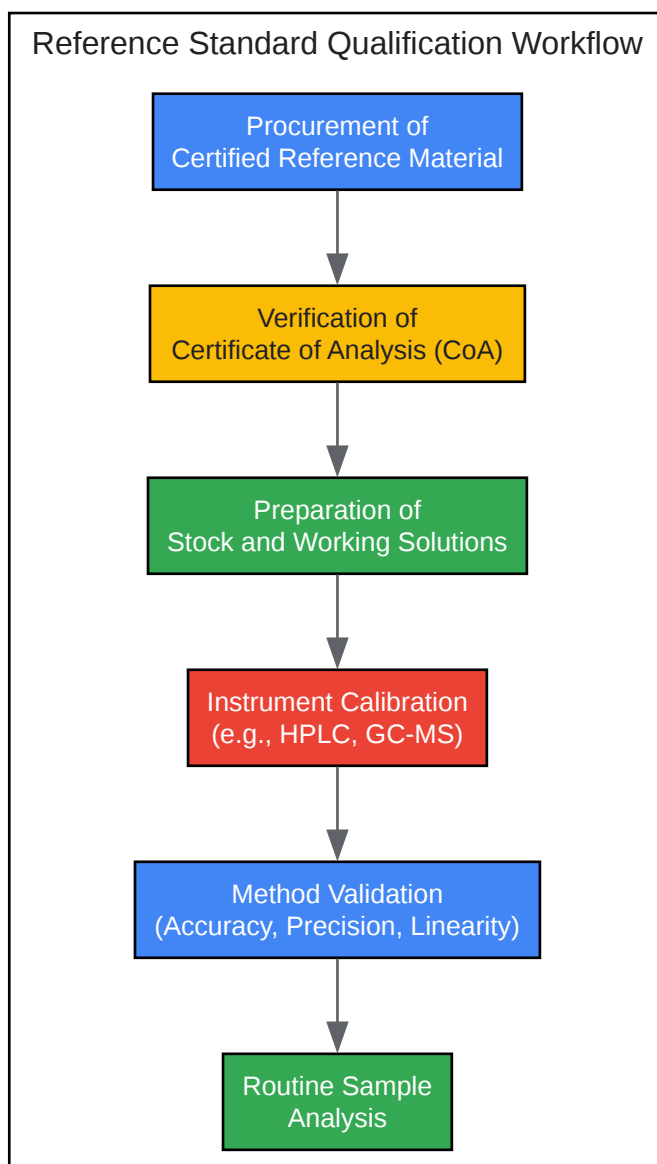 Reference Standard Qualification Workflow
Procurement of
Certified Reference Material
Verification of
Certificate of Analysis (CoA)
Preparation of
Stock and Working Solutions
Instrument Calibration
(e.g., HPLC, GC-MS)
Method Validation
(Accuracy, Precision, Linearity)
Routine Sample
Analysis